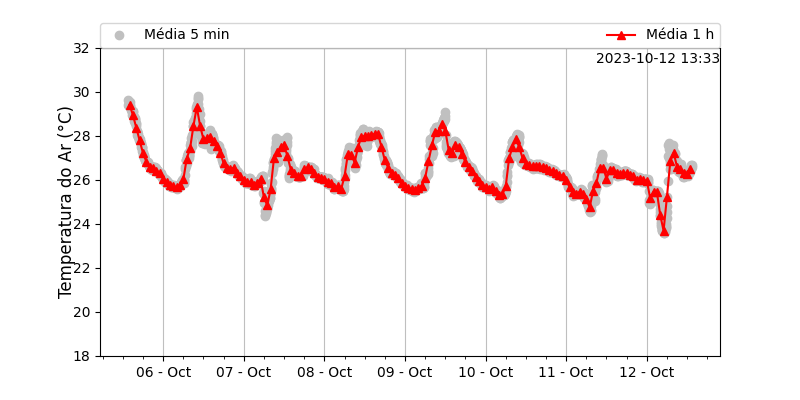 Média 5 min
Média 1 h
2023-10-12 13:33
Temperatura do Ar (°C)
32
30
28
26
24
22
20
18
06 - Oct
07 - Oct
08 - Oct
09 - Oct
10 - Oct
11 - Oct
12 - Oct